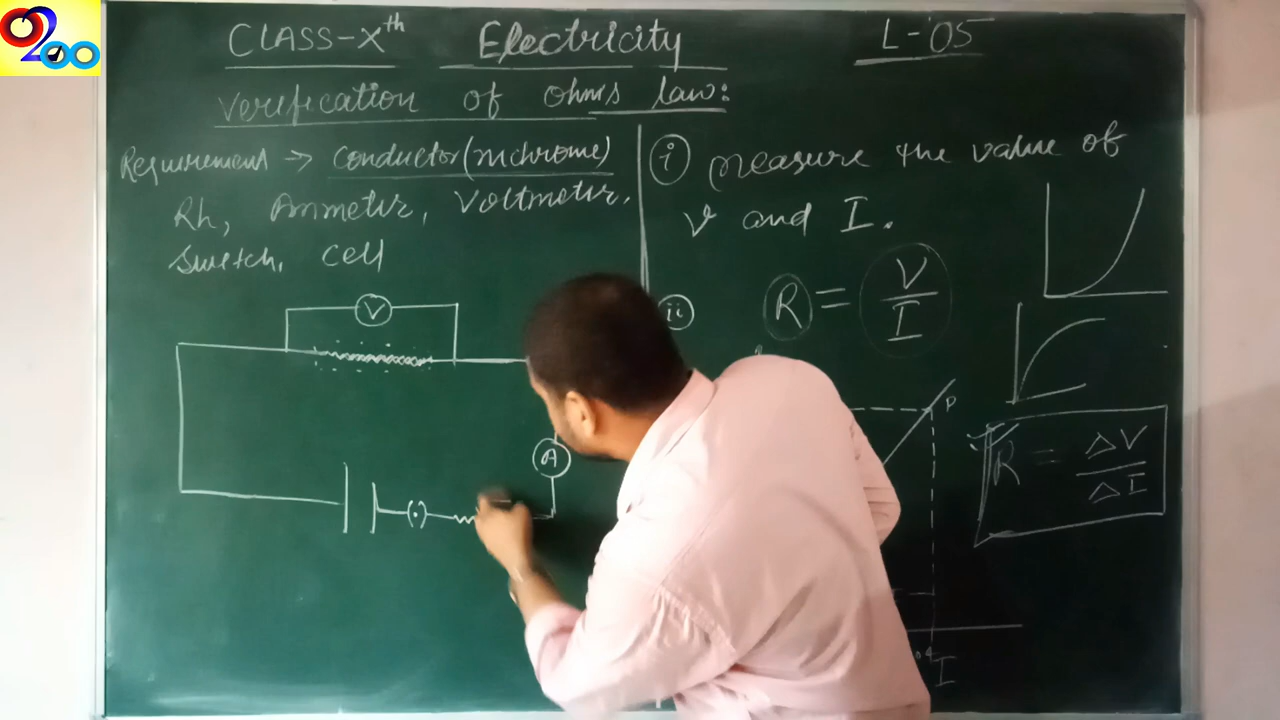 0200
CLASS-Xth Electricity L-05
Verification of ohms law:
Requirement → Conductor (nichrome)
Rh, Ammeter, Voltmeter,
Switch, cell
V
A
i measure the value of
V and I.
ii
R = V/I
P
R = ΔV/ΔI
I